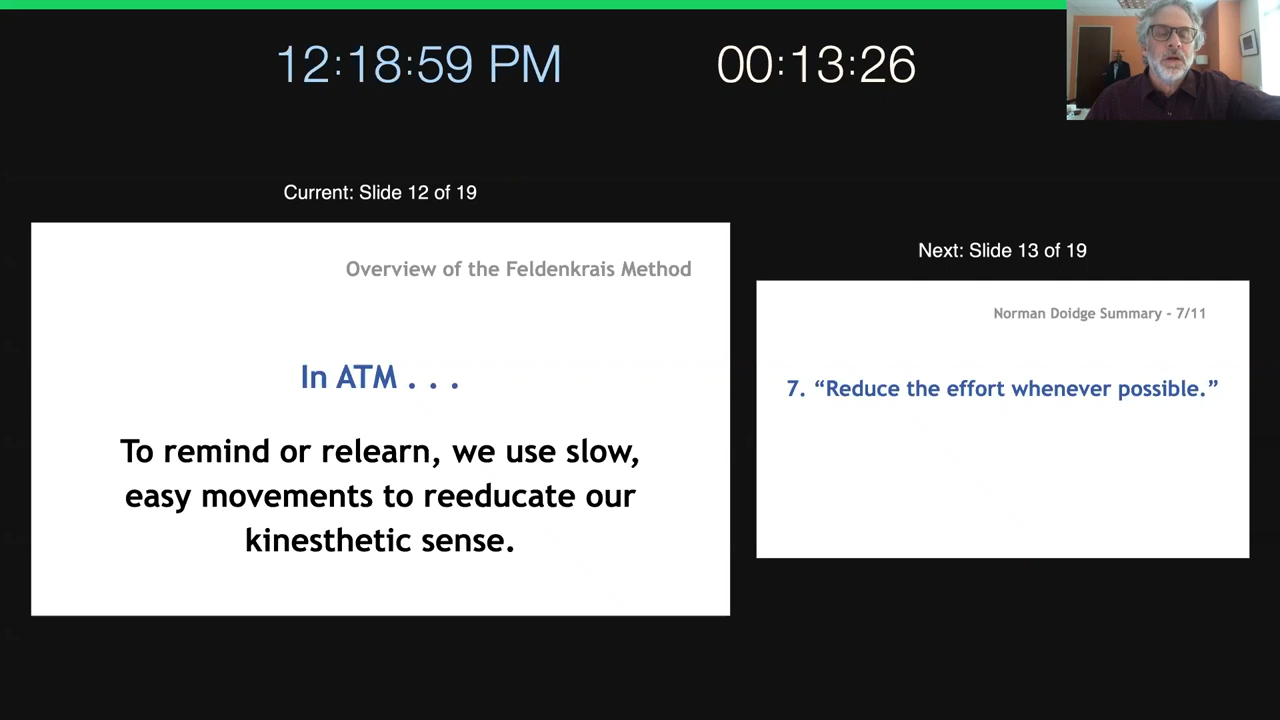 12:18:59 PM
00:13:26
Current: Slide 12 of 19
Overview of the Feldenkrais Method
In ATM . . .
To remind or relearn, we use slow,
easy movements to reeducate our
kinesthetic sense.
Next: Slide 13 of 19
Norman Doidge Summary - 7/11
7. “Reduce the effort whenever possible.”